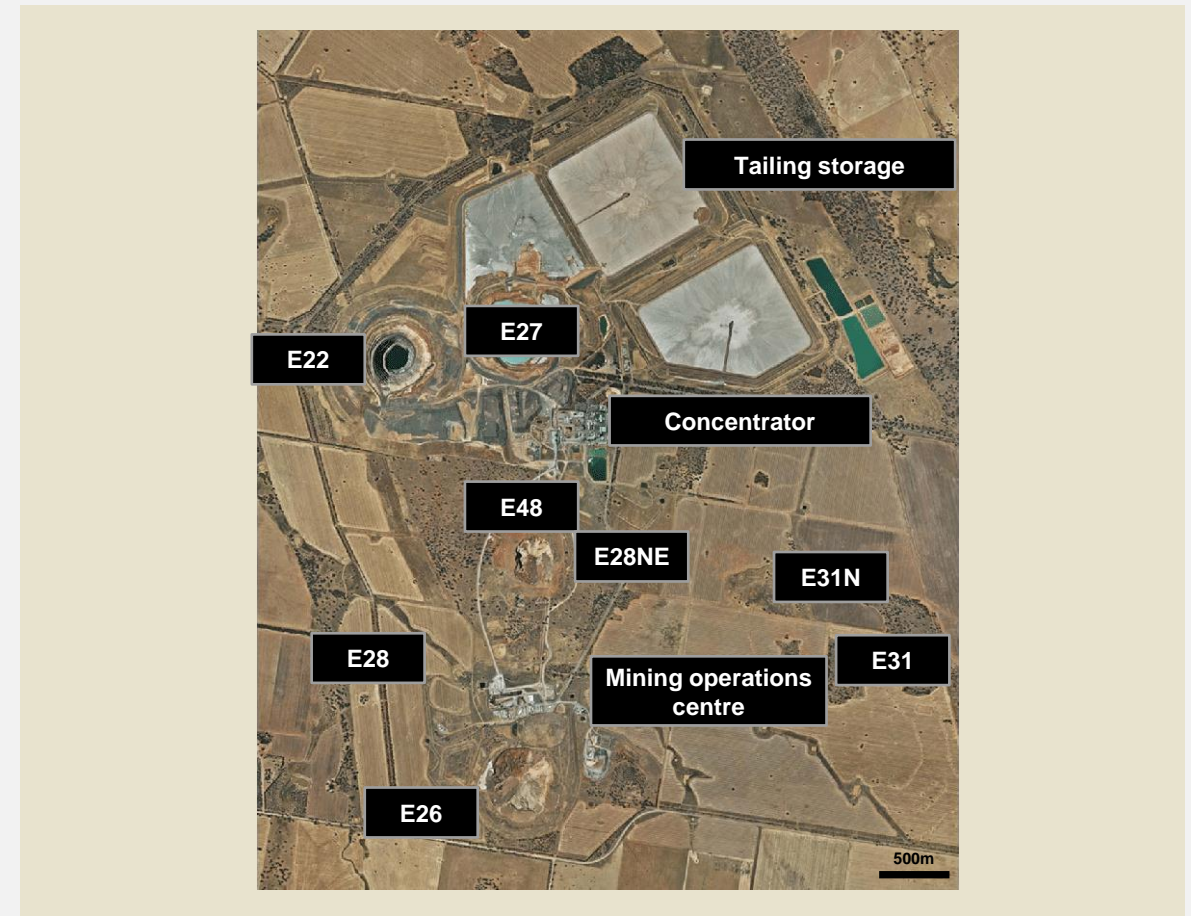 Tailing storage
E27
E22
Concentrator
E48
E28NE
E31N
E28
E31
Mining operations
centre
E26
500m